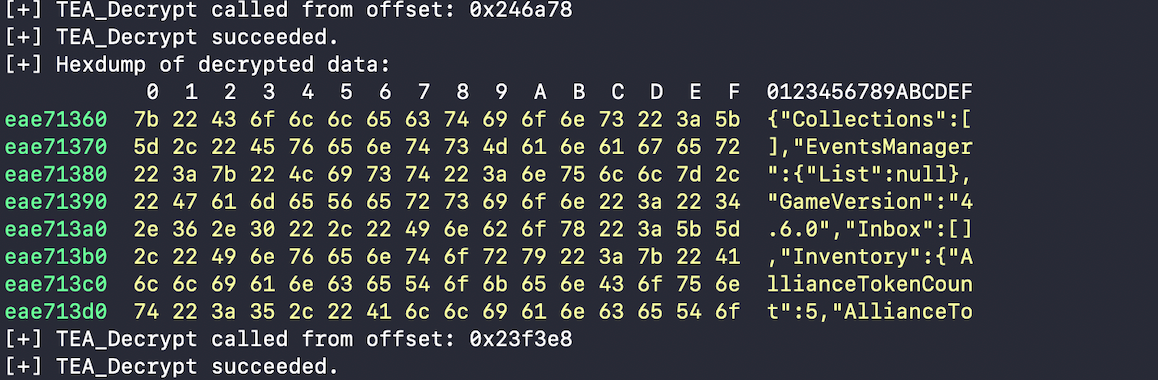 [+] TEA_Decrypt called from offset: 0x246a78
[+] TEA_Decrypt succeeded.
[+] Hexdump of decrypted data:
0 1 2 3 4 5 6 7 8 9 A B C D E F 0123456789ABCDEF
eae71360 7b 22 43 6f 6c 6c 65 63 74 69 6f 6e 73 22 3a 5b {"Collections":[
eae71370 5d 2c 22 45 76 65 6e 74 73 4d 61 6e 61 67 65 72 ],"EventsManager
eae71380 22 3a 7b 22 4c 69 73 74 22 3a 6e 75 6c 6c 7d 2c ":{"List":null},
eae71390 22 47 61 6d 65 56 65 72 73 69 6f 6e 22 3a 22 34 "GameVersion":"4
eae713a0 2e 36 2e 30 22 2c 22 49 6e 62 6f 78 22 3a 5b 5d .6.0","Inbox":[]
eae713b0 2c 22 49 6e 76 65 6e 74 6f 72 79 22 3a 7b 22 41 ,"Inventory":{"A
eae713c0 6c 6c 69 61 6e 63 65 54 6f 6b 65 6e 43 6f 75 6e llianceTokenCoun
eae713d0 74 22 3a 35 2c 22 41 6c 6c 69 61 6e 63 65 54 6f t":5,"AllianceTo
[+] TEA_Decrypt called from offset: 0x23f3e8
[+] TEA_Decrypt succeeded.